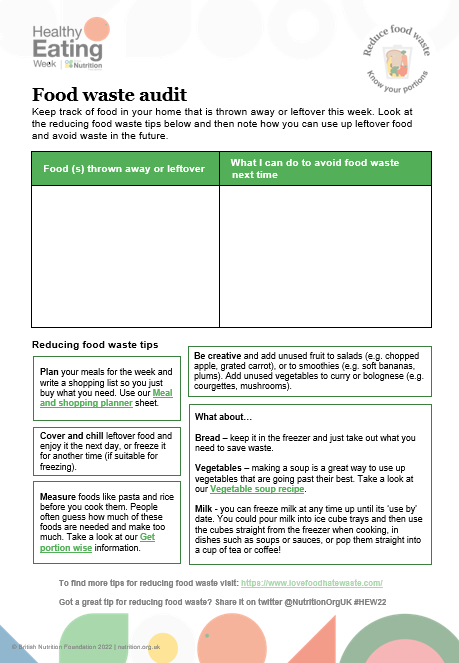 Healthy
Eating
Week
Nutrition
Reduce food waste
Know your portions
Food waste audit
Keep track of food in your home that is thrown away or leftover this week. Look at
the reducing food waste tips below and then note how you can use up leftover food
and avoid waste in the future.
Food (s) thrown away or leftover
What I can do to avoid food waste
next time
Reducing food waste tips
Plan your meals for the week and
write a shopping list so you just
buy what you need. Use our Meal
and shopping planner sheet.
Cover and chill leftover food and
enjoy it the next day, or freeze it
for another time (if suitable for
freezing).
Measure foods like pasta and rice
before you cook them. People
often guess how much of these
foods are needed and make too
much. Take a look at our Get
portion wise information.
Be creative and add unused fruit to salads (e.g. chopped
apple, grated carrot), or to smoothies (e.g. soft bananas,
plums). Add unused vegetables to curry or bolognese (e.g.
courgettes, mushrooms).
What about…
Bread – keep it in the freezer and just take out what you
need to save waste.
Vegetables – making a soup is a great way to use up
vegetables that are going past their best. Take a look at
our Vegetable soup recipe.
Milk - you can freeze milk at any time up until its ‘use by’
date. You could pour milk into ice cube trays and then use
the cubes straight from the freezer when cooking, in
dishes such as soups or sauces, or pop them straight into
a cup of tea or coffee!
To find more tips for reducing food waste visit: https://www.lovefoodhatewaste.com/
Got a great tip for reducing food waste? Share it on twitter @NutritionOrgUK #HEW22
© British Nutrition Foundation 2022 | nutrition.org.uk